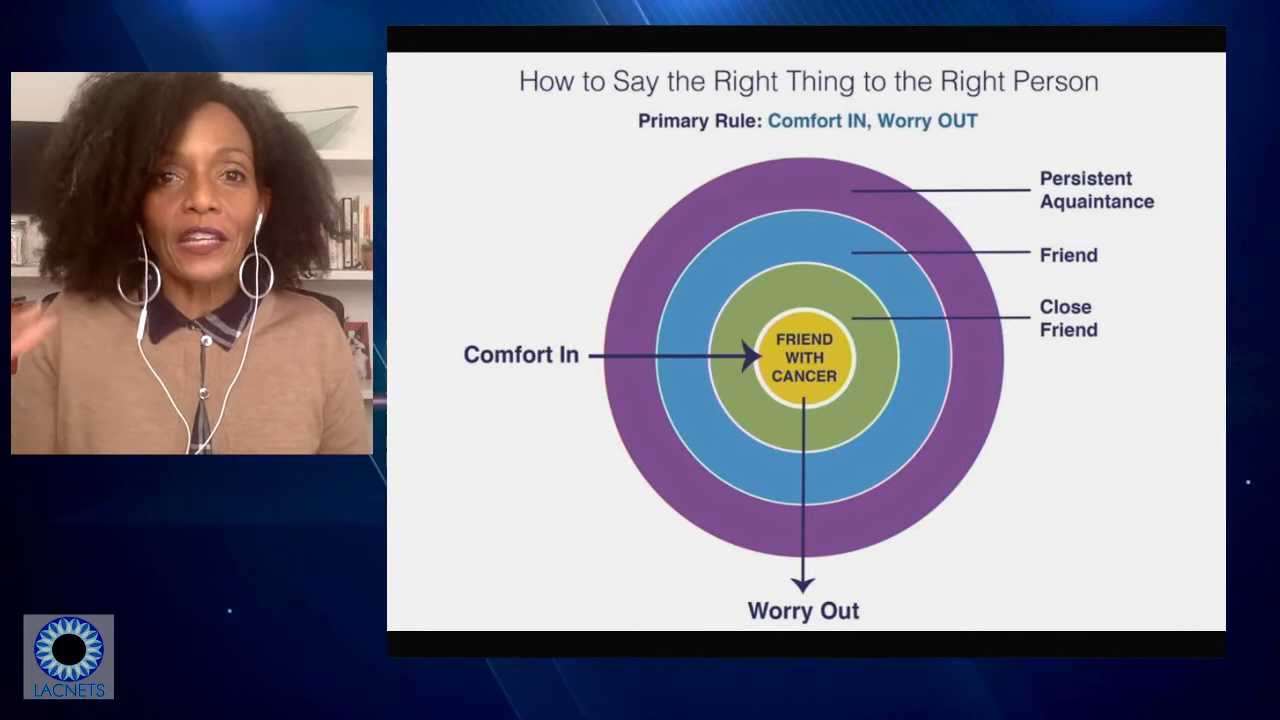 How to Say the Right Thing to the Right Person
Primary Rule: Comfort IN, Worry OUT
Persistent
Aquaintance
Friend
Close
Friend
Comfort In
FRIEND
WITH
CANCER
Worry Out
LACNETS